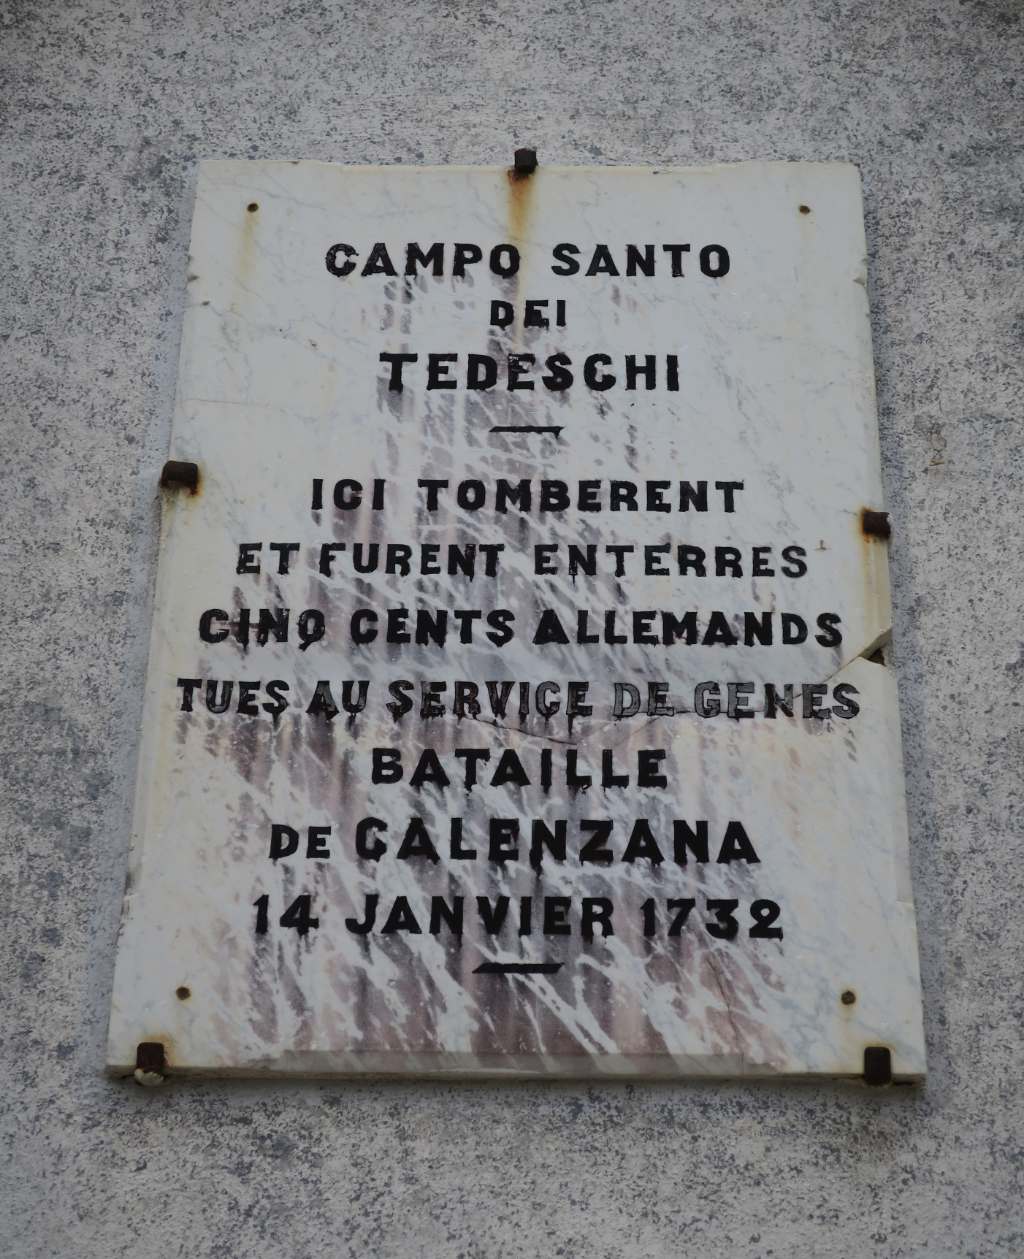 CAMPO SANTO
DEI
TEDESCHI
ICI TOMBERENT
ET FURENT ENTERRES
CINQ CENTS ALLEMANDS
TUES AU SERVICE DE GENES
BATAILLE
DE CALENZANA
14 JANVIER 1732